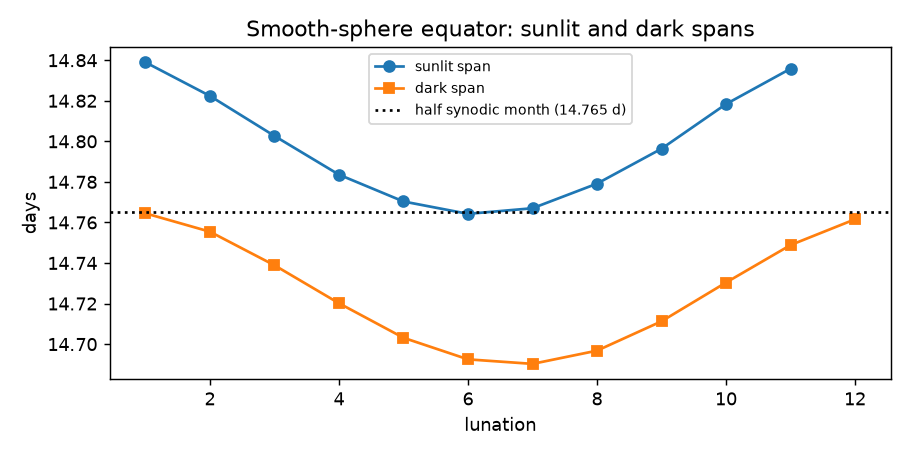 Smooth-sphere equator: sunlit and dark spans
sunlit span
dark span
half synodic month (14.765 d)
days
14.84
14.82
14.80
14.78
14.76
14.74
14.72
14.70
2 4 6 8 10 12
lunation